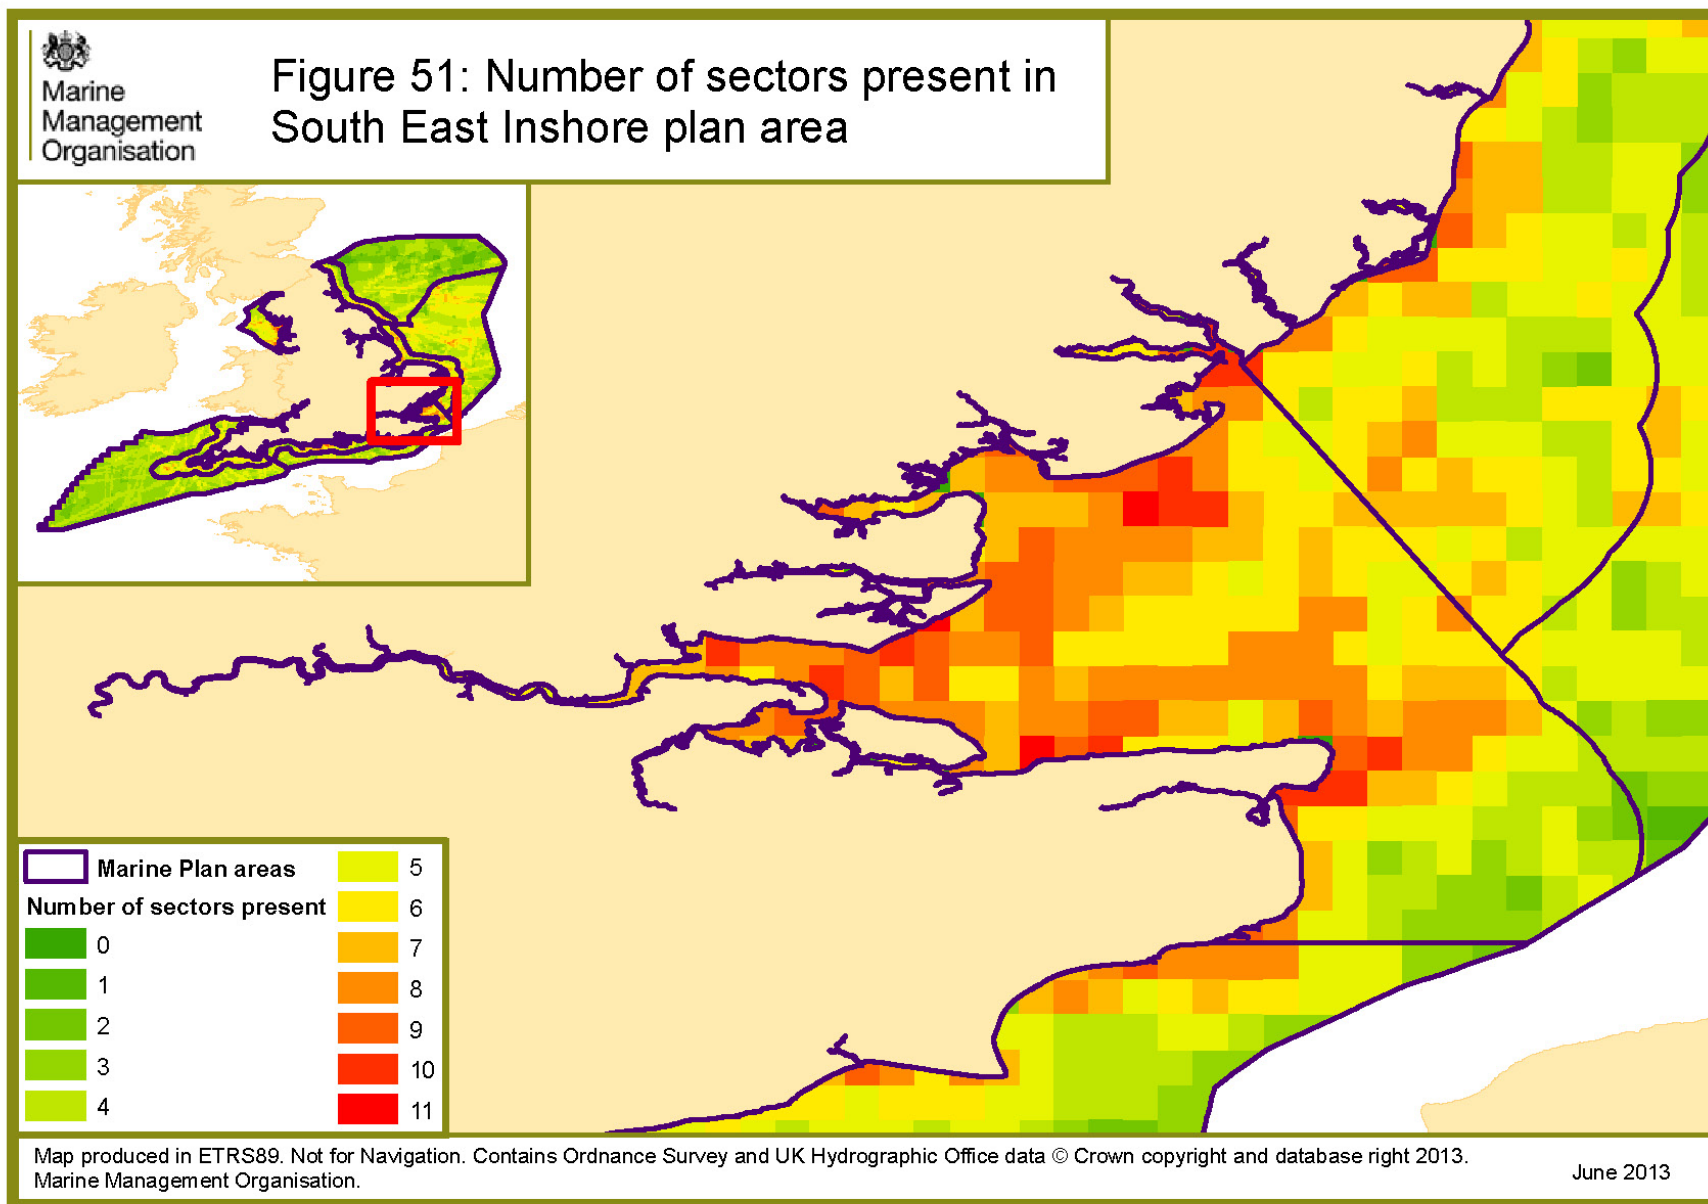 Marine
Management
Organisation
Figure 51: Number of sectors present in
South East Inshore plan area
Marine Plan areas
Number of sectors present
0
1
2
3
4
5
6
7
8
9
10
11
Map produced in ETRS89. Not for Navigation. Contains Ordnance Survey and UK Hydrographic Office data © Crown copyright and database right 2013.
Marine Management Organisation.
June 2013